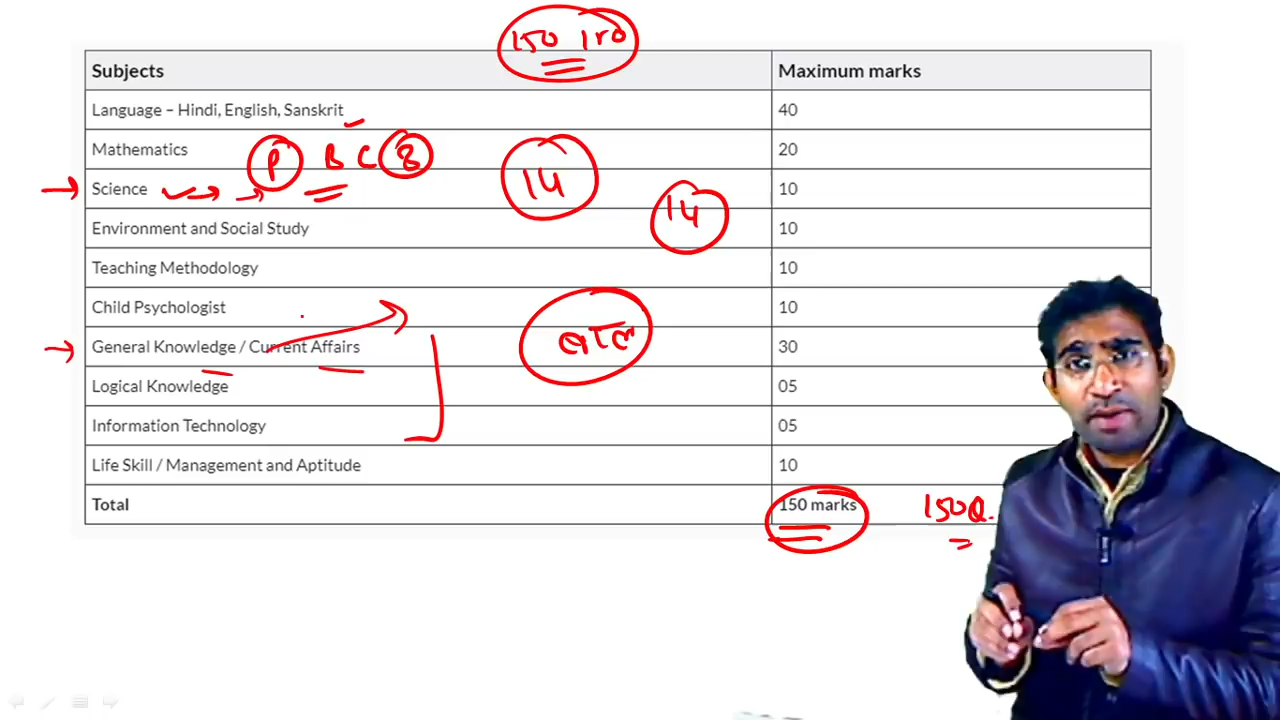 150 150
Subjects Maximum marks
Language – Hindi, English, Sanskrit 40
Mathematics 20
P B C 8
14
Science 10
14
Environment and Social Study 10
Teaching Methodology 10
Child Psychologist 10
General Knowledge / Current Affairs 30
Logical Knowledge 05
Information Technology 05
Life Skill / Management and Aptitude 10
Total 150 marks 150Q.